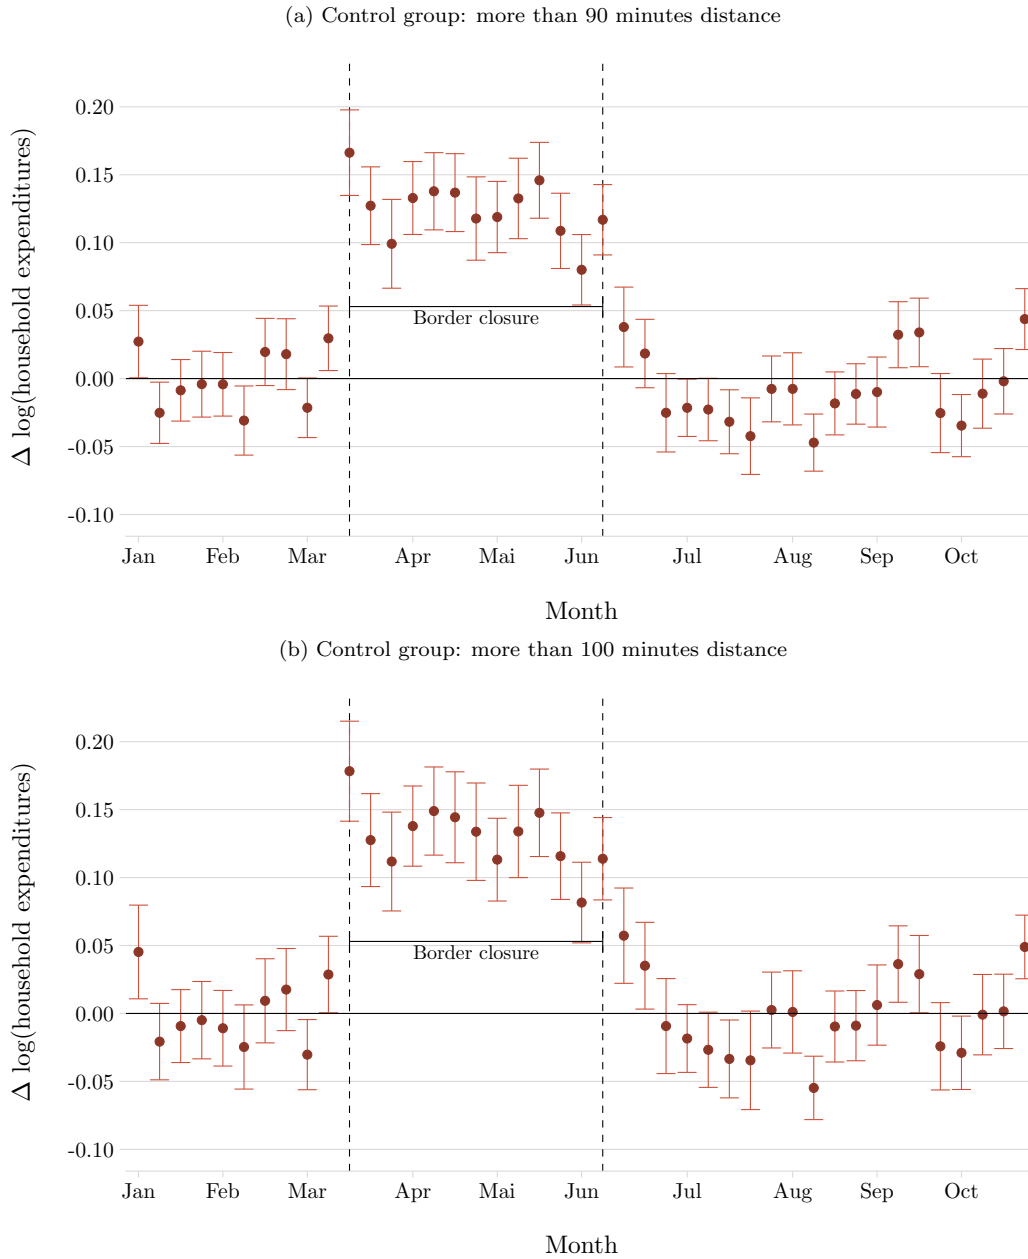 (a) Control group: more than 90 minutes distance
Δ log(household expenditures)
0.20
0.15
0.10
0.05
0.00
-0.05
-0.10
Border closure
Jan Feb Mar Apr Mai Jun Jul Aug Sep Oct
Month
(b) Control group: more than 100 minutes distance
Δ log(household expenditures)
0.20
0.15
0.10
0.05
0.00
-0.05
-0.10
Border closure
Jan Feb Mar Apr Mai Jun Jul Aug Sep Oct
Month